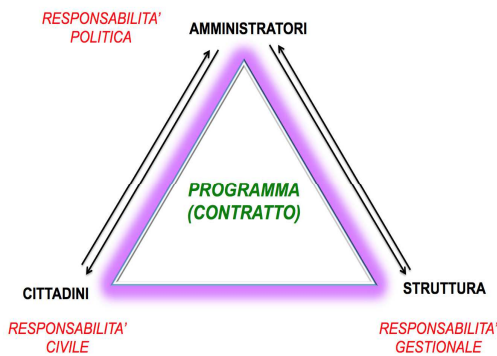 RESPONSABILITA'
POLITICA
AMMINISTRATORI
PROGRAMMA
(CONTRATTO)
CITTADINI
STRUTTURA
RESPONSABILITA'
CIVILE
RESPONSABILITA'
GESTIONALE